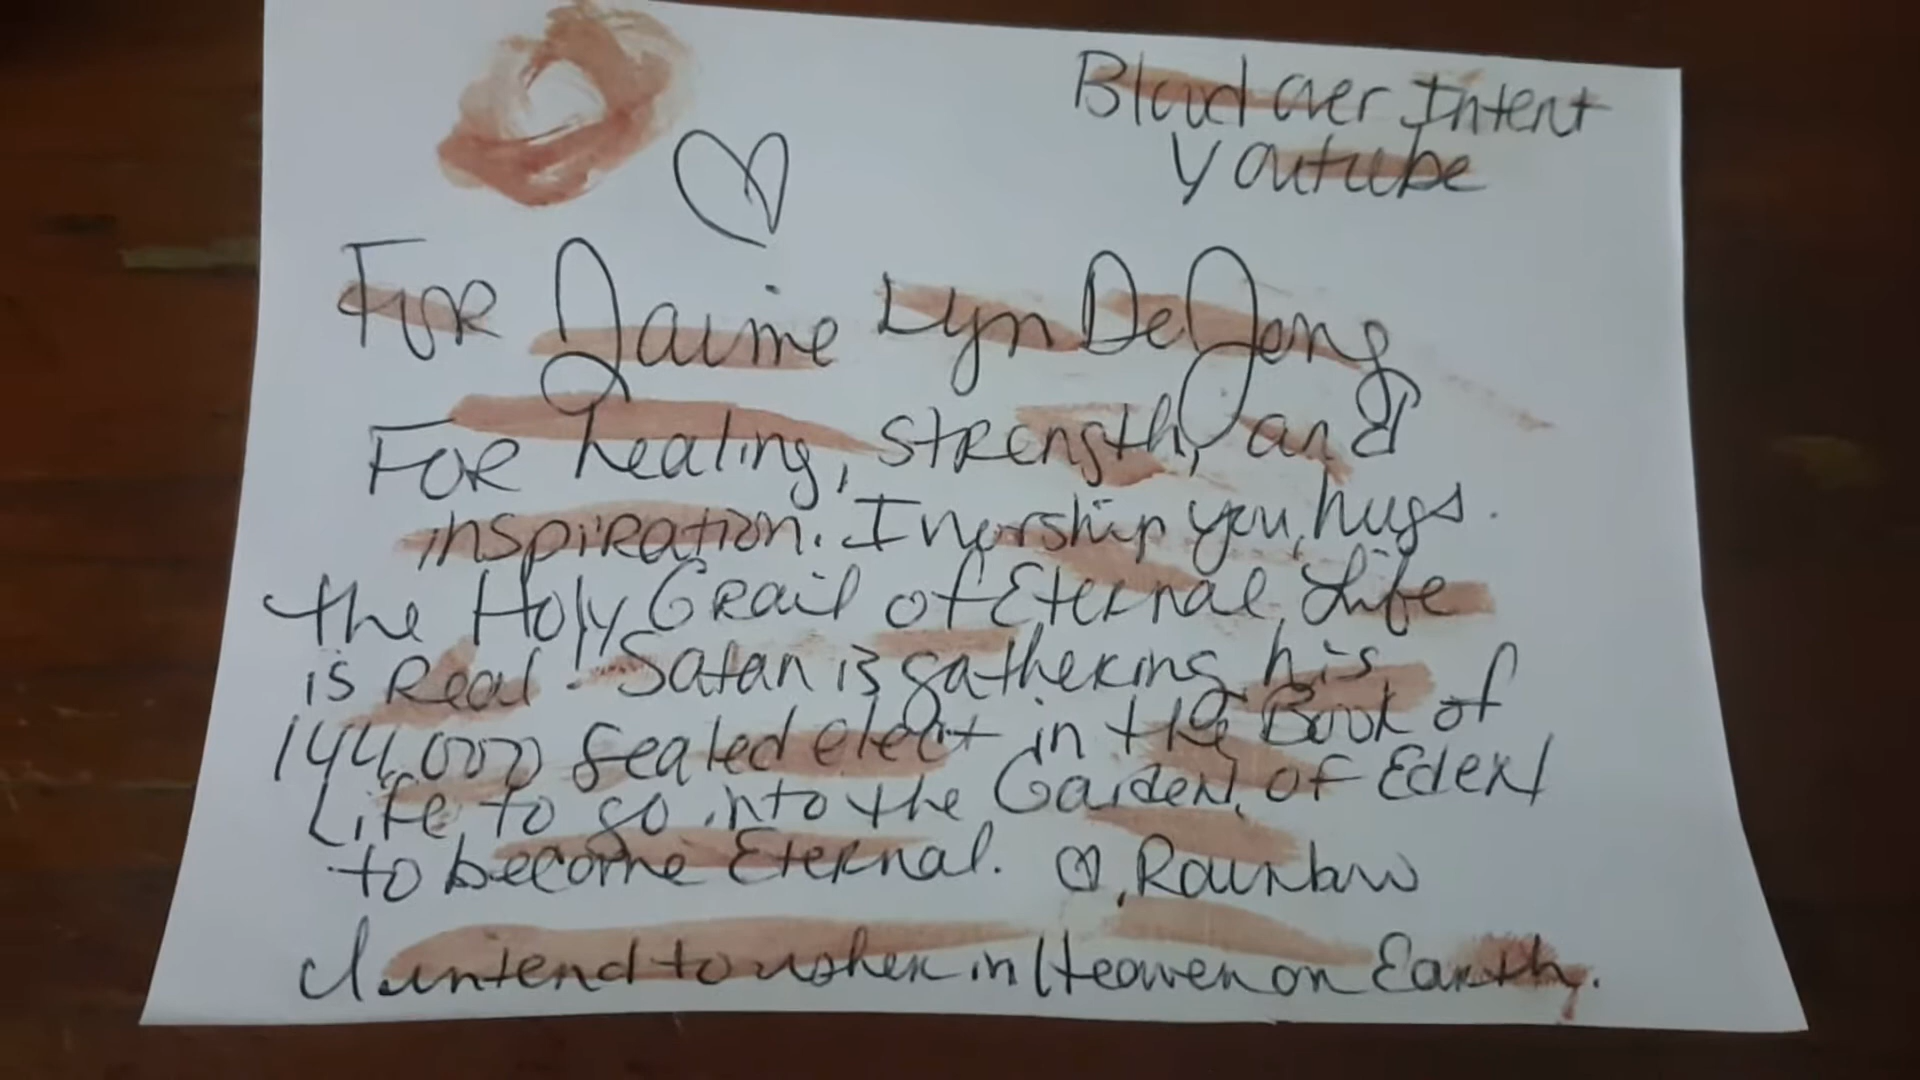 Blood over Intent
Youtube
FOR Jaime Lyn DeJong
FOR healing, strength, and
inspiration. I worship you, hugs.
the Holy Grail of Eternal Life
is Real! Satan is gathering his
144,000 sealed elect in the Book of
Life, to go into the Garden of Eden
to become Eternal. Rainbow
I intend to usher in Heaven on Earth.